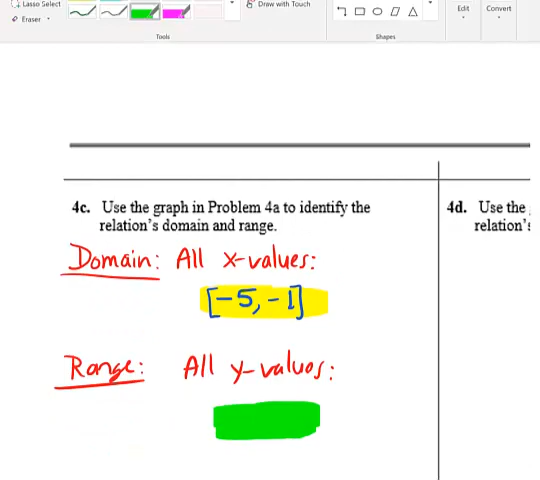 Lasso Select
Eraser
Draw with Touch
Edit
Convert
Tools
Shapes
4c. Use the graph in Problem 4a to identify the
relation's domain and range.
4d. Use the
relation's
Domain: All x-values:
[-5, -1]
Range: All y-values: